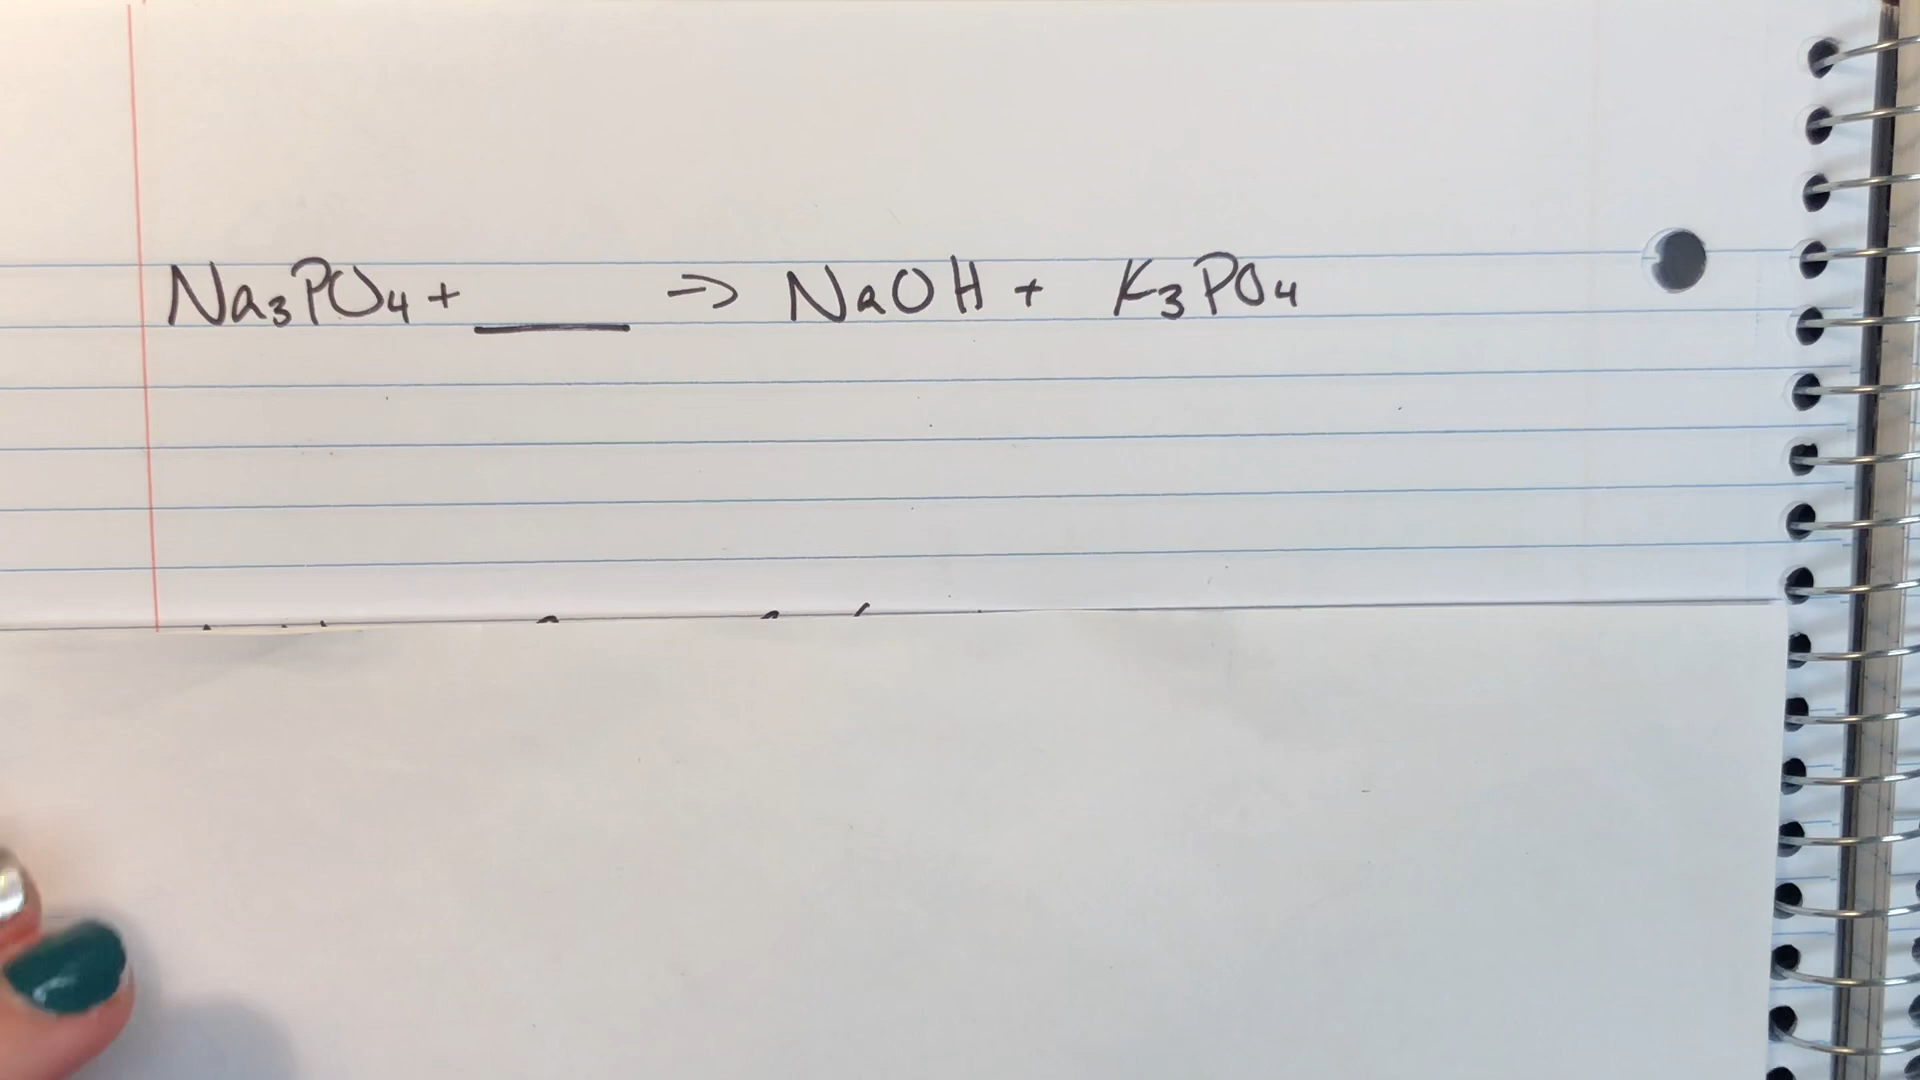 Na₃PO₄ + ____ => NaOH + K₃PO₄